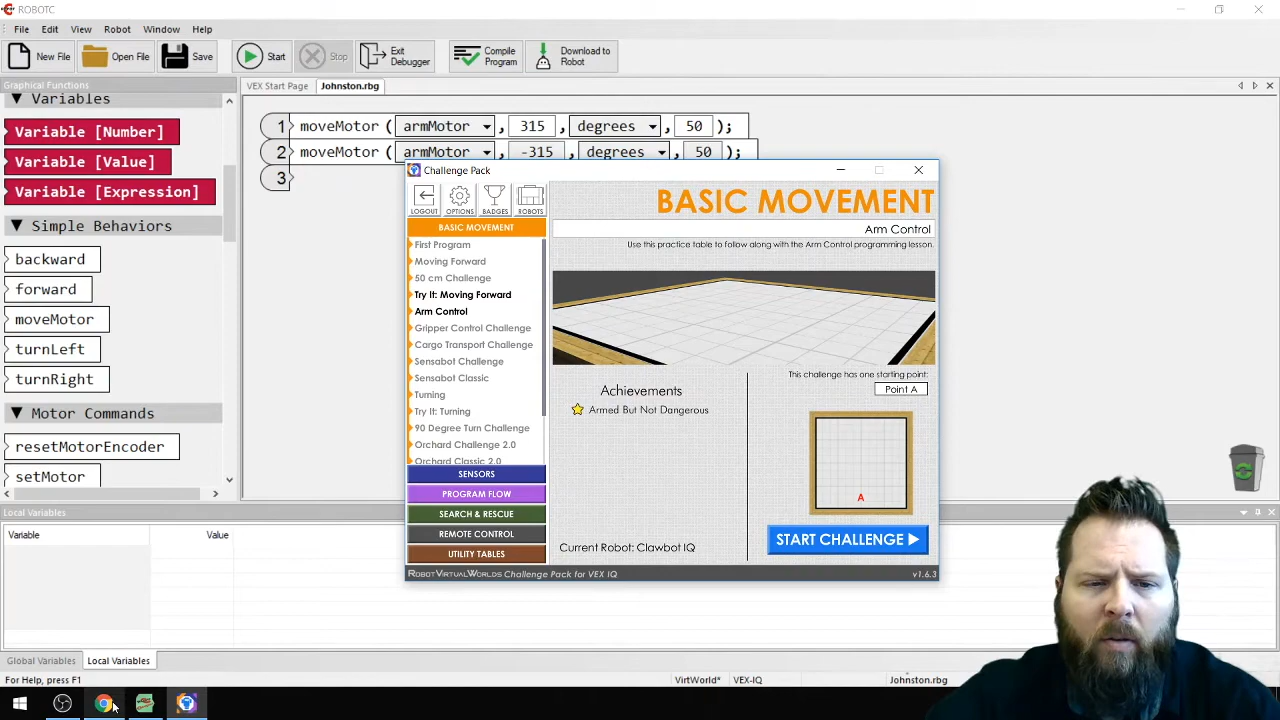 ROBOTC
File Edit View Robot Window Help
New File Open File Save Start Stop Exit Debugger Compile Program Download to Robot
Graphical Functions
VEX Start Page Johnston.rbg
Variables
Variable [Number]
Variable [Value]
Variable [Expression]
Simple Behaviors
backward
forward
moveMotor
turnLeft
turnRight
Motor Commands
resetMotorEncoder
setMotor
1 moveMotor ( armMotor , 315 , degrees , 50 );
2 moveMotor ( armMotor , -315 , degrees , 50 );
3
Challenge Pack
LOGOUT OPTIONS BADGES ROBOTS
BASIC MOVEMENT
First Program
Moving Forward
50 cm Challenge
Try It: Moving Forward
Arm Control
Gripper Control Challenge
Cargo Transport Challenge
Sensabot Challenge
Sensabot Classic
Turning
Try It: Turning
90 Degree Turn Challenge
Orchard Challenge 2.0
Orchard Classic 2.0
SENSORS
PROGRAM FLOW
SEARCH & RESCUE
REMOTE CONTROL
UTILITY TABLES
BASIC MOVEMENT
Arm Control
Use this practice table to follow along with the Arm Control programming lesson.
Achievements
Armed But Not Dangerous
This challenge has one starting point:
Point A
A
Current Robot: Clawbot IQ
START CHALLENGE
ROBOTVIRTUALWORLDS Challenge Pack for VEX IQ v1.6.3
Local Variables
Variable Value
Global Variables Local Variables
For Help, press F1 VirtWorld* VEX-IQ Johnston.rbg